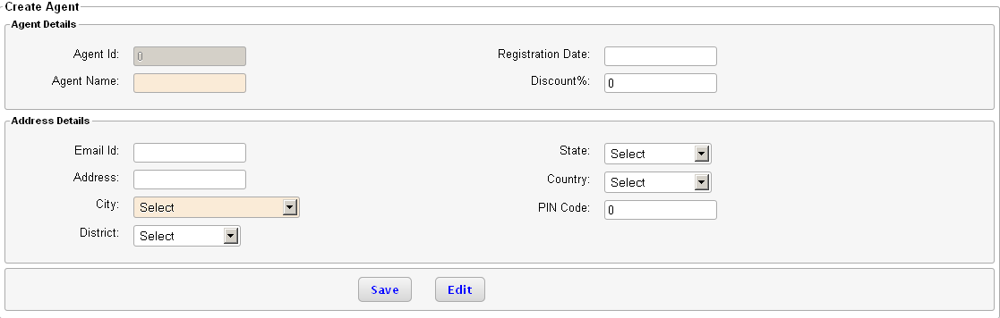 Create Agent
Agent Details
Agent Id: 0
Registration Date:
Agent Name:
Discount%: 0
Address Details
Email Id:
State: Select
Address:
Country: Select
City: Select
PIN Code: 0
District: Select
Save Edit